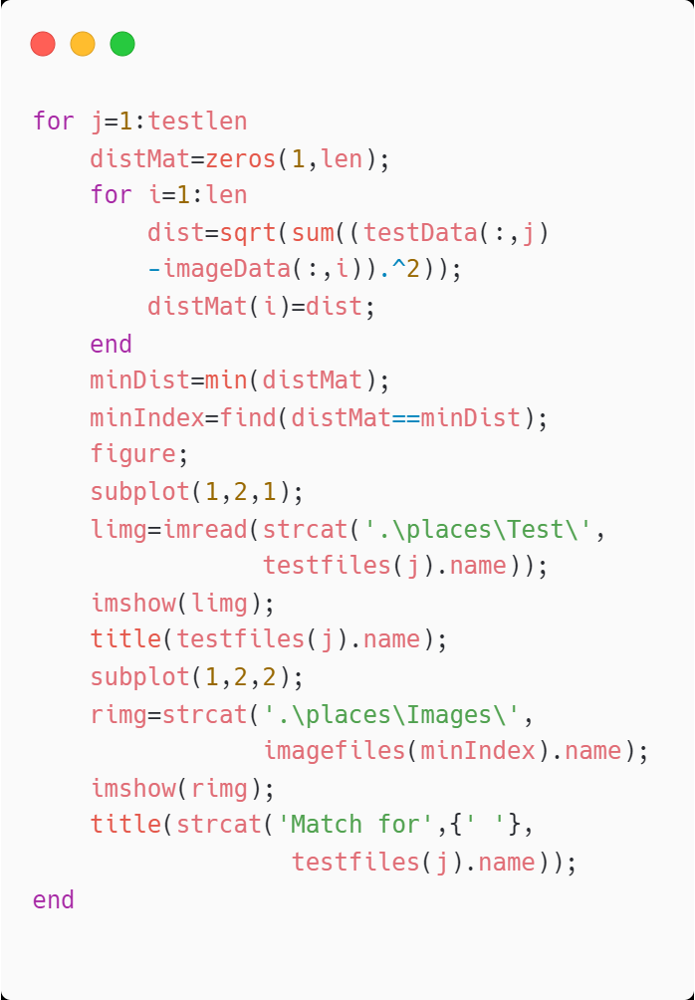 for j=1:testlen
    distMat=zeros(1,len);
    for i=1:len
        dist=sqrt(sum((testData(:,j)
        -imageData(:,i)).^2));
        distMat(i)=dist;
    end
    minDist=min(distMat);
    minIndex=find(distMat==minDist);
    figure;
    subplot(1,2,1);
    limg=imread(strcat('.\places\Test\',
                testfiles(j).name));
    imshow(limg);
    title(testfiles(j).name);
    subplot(1,2,2);
    rimg=strcat('.\places\Images\',
                imagefiles(minIndex).name);
    imshow(rimg);
    title(strcat('Match for',{' '},
                  testfiles(j).name));
end